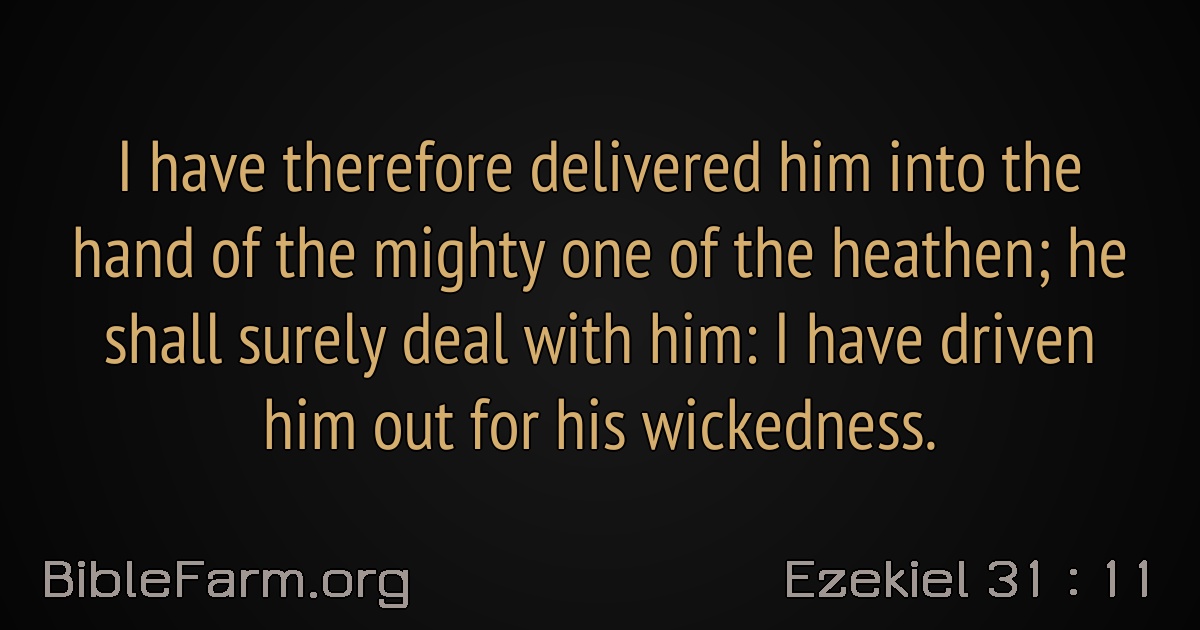 I have therefore delivered him into the
hand of the mighty one of the heathen; he
shall surely deal with him: I have driven
him out for his wickedness.
BibleFarm.org
Ezekiel 31 : 11